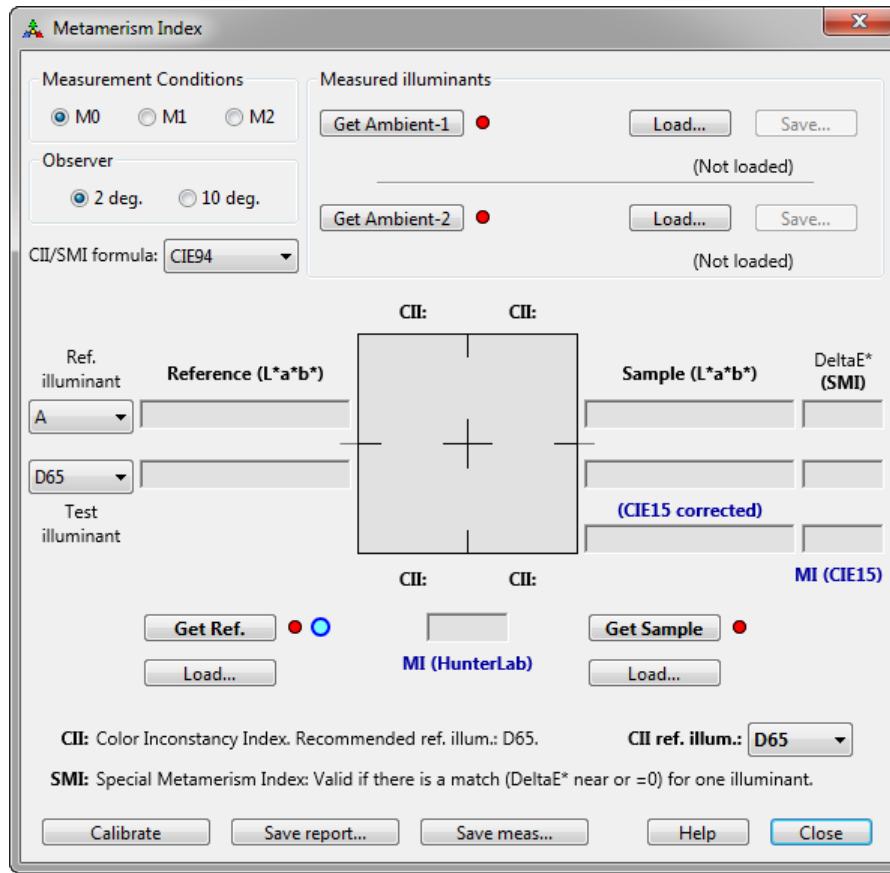 Metamerism Index
Measurement Conditions
M0 M1 M2
Observer
2 deg. 10 deg.
CII/SMI formula: CIE94
Measured illuminants
Get Ambient-1 Load... Save...
(Not loaded)
Get Ambient-2 Load... Save...
(Not loaded)
CII: CII:
Ref.
illuminant
Reference (L*a*b*)
Sample (L*a*b*)
DeltaE*
(SMI)
A
D65
Test
illuminant
(CIE15 corrected)
MI (CIE15)
CII: CII:
Get Ref.
Load...
MI (HunterLab)
Get Sample
Load...
CII: Color Inconstancy Index. Recommended ref. illum.: D65.
CII ref. illum.: D65
SMI: Special Metamerism Index: Valid if there is a match (DeltaE* near or =0) for one illuminant.
Calibrate Save report... Save meas... Help Close